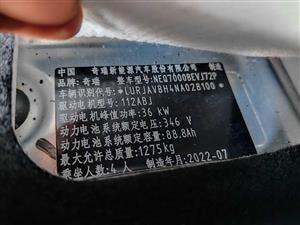 中国 奇瑞新能源汽车股份有限公司 制造
品牌:奇瑞 整车型号:NEQ7000BEVJ72P
车辆识别代号:*LURJAVBH4NA028100*
驱动电机型号:112ABJ
驱动电机峰值功率:36 kW
动力电池系统额定电压:346 V
动力电池系统额定容量:88.8Ah
最大允许总质量:1275kg
乘坐人数:4 人 制造年月:2022-07